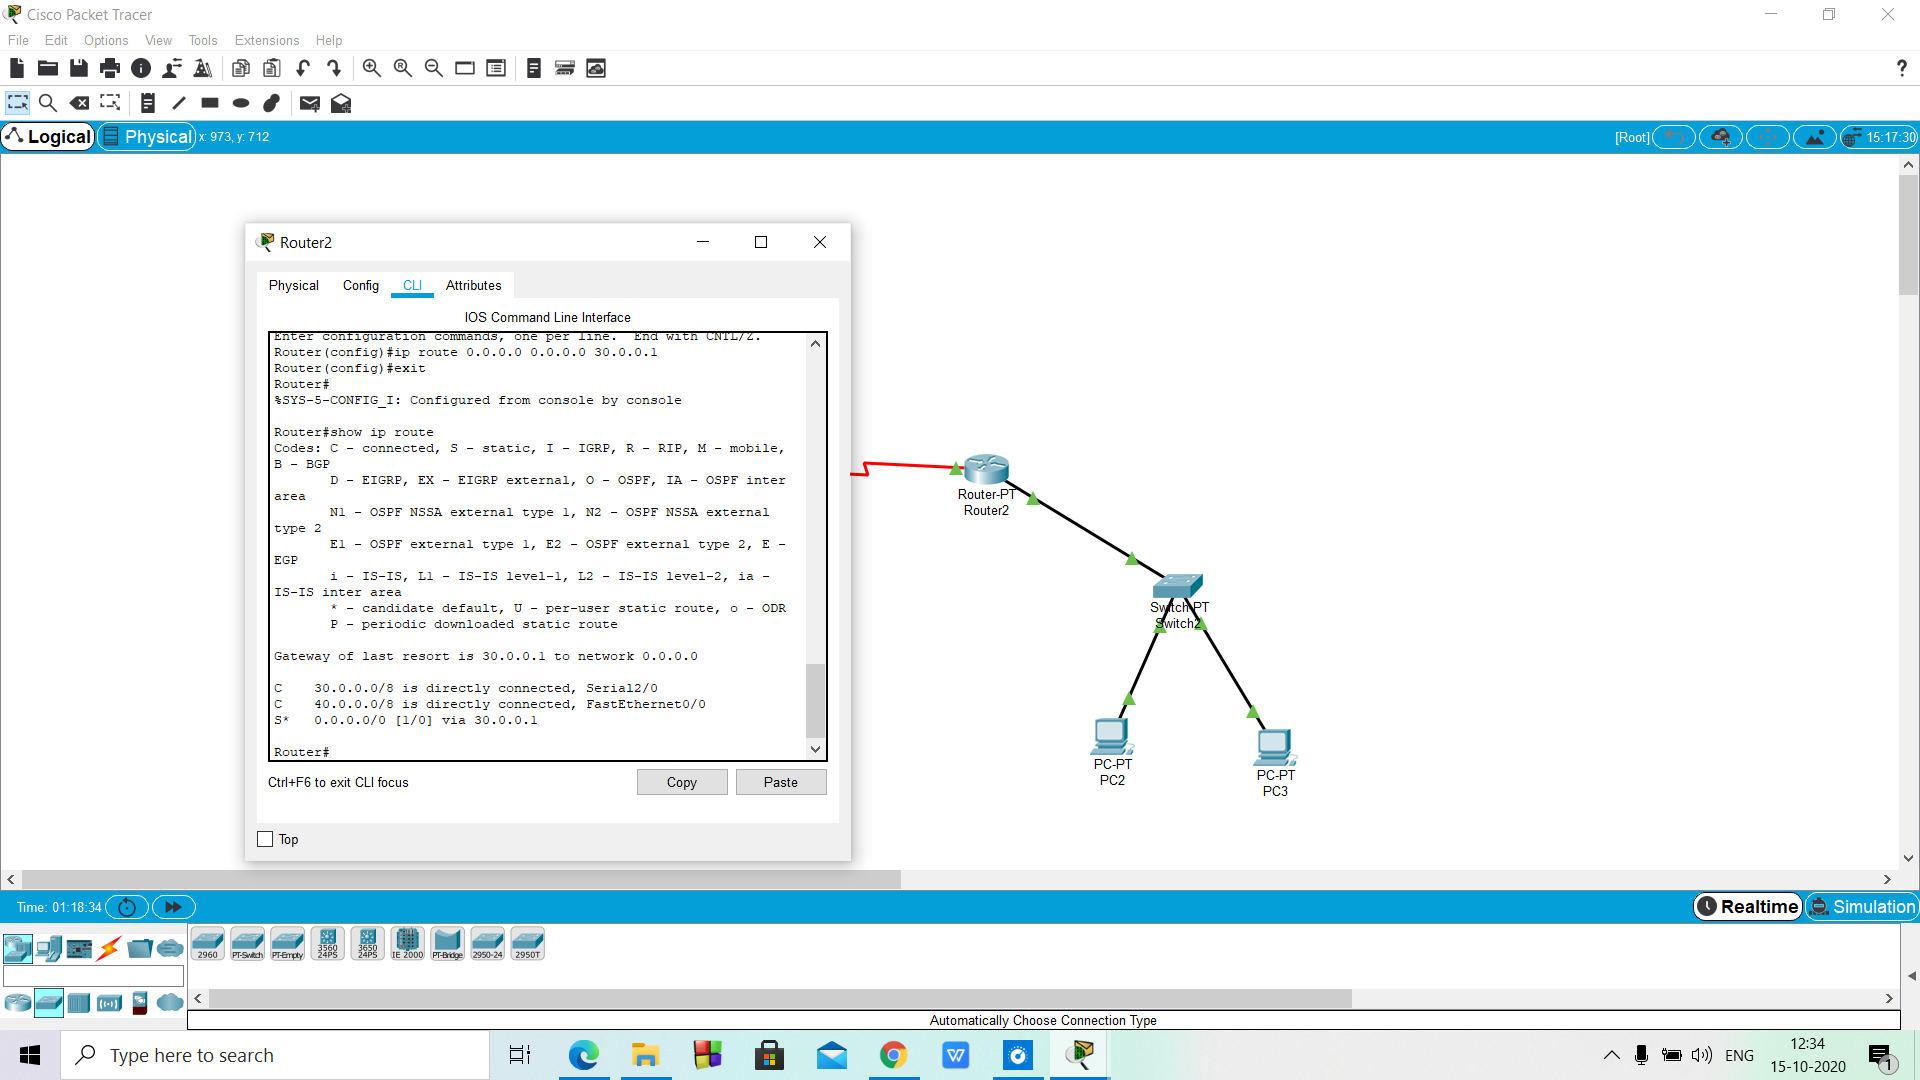 Cisco Packet Tracer
File Edit Options View Tools Extensions Help
Logical Physical x: 973, y: 712 [Root] 15:17:30
Router2
Physical Config CLI Attributes
IOS Command Line Interface
Enter configuration commands, one per line.  End with CNTL/Z.
Router(config)#ip route 0.0.0.0 0.0.0.0 30.0.0.1
Router(config)#exit
Router#
%SYS-5-CONFIG_I: Configured from console by console
Router#show ip route
Codes: C - connected, S - static, I - IGRP, R - RIP, M - mobile,
B - BGP
D - EIGRP, EX - EIGRP external, O - OSPF, IA - OSPF inter
area
N1 - OSPF NSSA external type 1, N2 - OSPF NSSA external
type 2
E1 - OSPF external type 1, E2 - OSPF external type 2, E -
EGP
i - IS-IS, L1 - IS-IS level-1, L2 - IS-IS level-2, ia -
IS-IS inter area
* - candidate default, U - per-user static route, o - ODR
P - periodic downloaded static route
Gateway of last resort is 30.0.0.1 to network 0.0.0.0
C    30.0.0.0/8 is directly connected, Serial2/0
C    40.0.0.0/8 is directly connected, FastEthernet0/0
S*   0.0.0.0/0 [1/0] via 30.0.0.1
Router#
Ctrl+F6 to exit CLI focus
Copy Paste
Top
Router-PT
Router2
Switch-PT
Switch2
PC-PT
PC2
PC-PT
PC3
Time: 01:18:34 Realtime Simulation
2960 PT-Switch PT-Empty 3560 24PS 3650 24PS IE 2000 PT-Bridge 2950-24 2950T
Automatically Choose Connection Type
Type here to search
ENG
12:34
15-10-2020
1